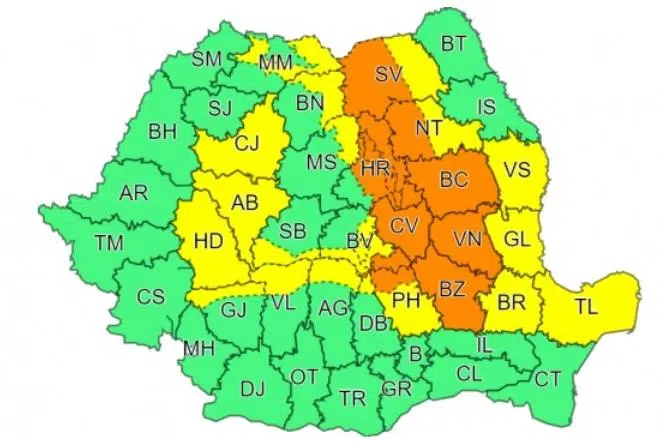 BT
SM
MM
SV
SJ
BN
IS
BH
CJ
NT
MS
HR
BC
VS
AR
AB
SB
BV
CV
VN
GL
TM
HD
CS
GJ
VL
AG
DB
PH
BZ
BR
TL
MH
B
IL
DJ
OT
TR
GR
CL
CT